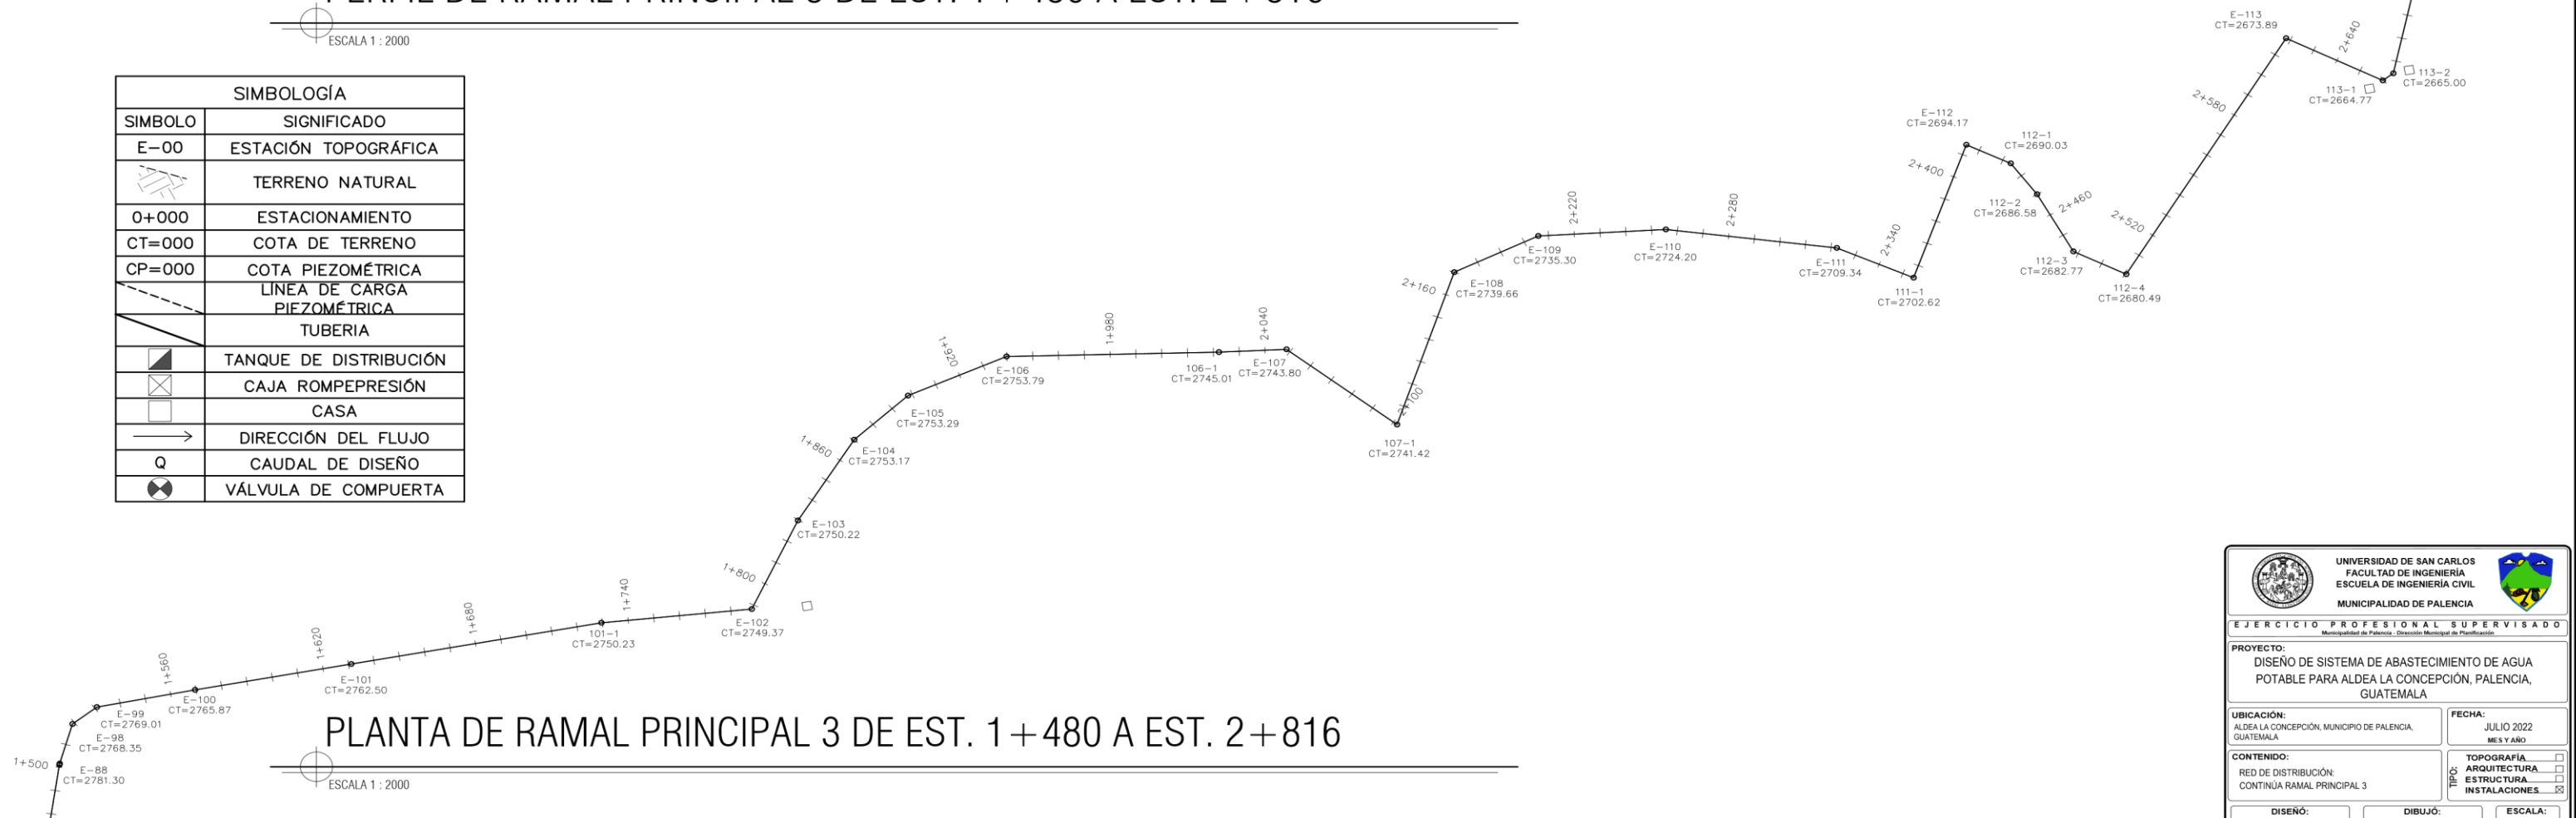 ESCALA 1 : 2000
SIMBOLOGÍA
SIMBOLO SIGNIFICADO
E-00 ESTACIÓN TOPOGRÁFICA
TERRENO NATURAL
0+000 ESTACIONAMIENTO
CT=000 COTA DE TERRENO
CP=000 COTA PIEZOMÉTRICA
LÍNEA DE CARGA
PIEZOMÉTRICA
TUBERIA
TANQUE DE DISTRIBUCIÓN
CAJA ROMPEPRESIÓN
CASA
DIRECCIÓN DEL FLUJO
Q CAUDAL DE DISEÑO
VÁLVULA DE COMPUERTA
1+500
E-88
CT=2781.30
E-98
CT=2768.35
E-99
CT=2769.01
1+560
E-100
CT=2765.87
1+620
E-101
CT=2762.50
1+680
101-1
CT=2750.23
1+740
E-102
CT=2749.37
1+800
E-103
CT=2750.22
1+860
E-104
CT=2753.17
E-105
CT=2753.29
1+920
E-106
CT=2753.79
1+980
106-1
CT=2745.01
2+040
E-107
CT=2743.80
107-1
CT=2741.42
2+100
2+160
E-108
CT=2739.66
E-109
CT=2735.30
2+220
E-110
CT=2724.20
2+280
E-111
CT=2709.34
2+340
111-1
CT=2702.62
2+400
E-112
CT=2694.17
112-1
CT=2690.03
112-2
CT=2686.58
2+460
112-3
CT=2682.77
2+520
112-4
CT=2680.49
2+580
E-113
CT=2673.89
2+640
113-1
CT=2664.77
113-2
CT=2665.00
PLANTA DE RAMAL PRINCIPAL 3 DE EST. 1+480 A EST. 2+816
ESCALA 1 : 2000
UNIVERSIDAD DE SAN CARLOS
FACULTAD DE INGENIERÍA
ESCUELA DE INGENIERÍA CIVIL
MUNICIPALIDAD DE PALENCIA
EJERCICIO PROFESIONAL SUPERVISADO
Municipalidad de Palencia - Dirección Municipal de Planificación
PROYECTO:
DISEÑO DE SISTEMA DE ABASTECIMIENTO DE AGUA
POTABLE PARA ALDEA LA CONCEPCIÓN, PALENCIA,
GUATEMALA
UBICACIÓN:
ALDEA LA CONCEPCIÓN, MUNICIPIO DE PALENCIA,
GUATEMALA
FECHA:
JULIO 2022
MES Y AÑO
CONTENIDO:
RED DE DISTRIBUCIÓN:
CONTINÚA RAMAL PRINCIPAL 3
TIPO:
TOPOGRAFÍA
ARQUITECTURA
ESTRUCTURA
INSTALACIONES
DISEÑO: DIBUJÓ: ESCALA: